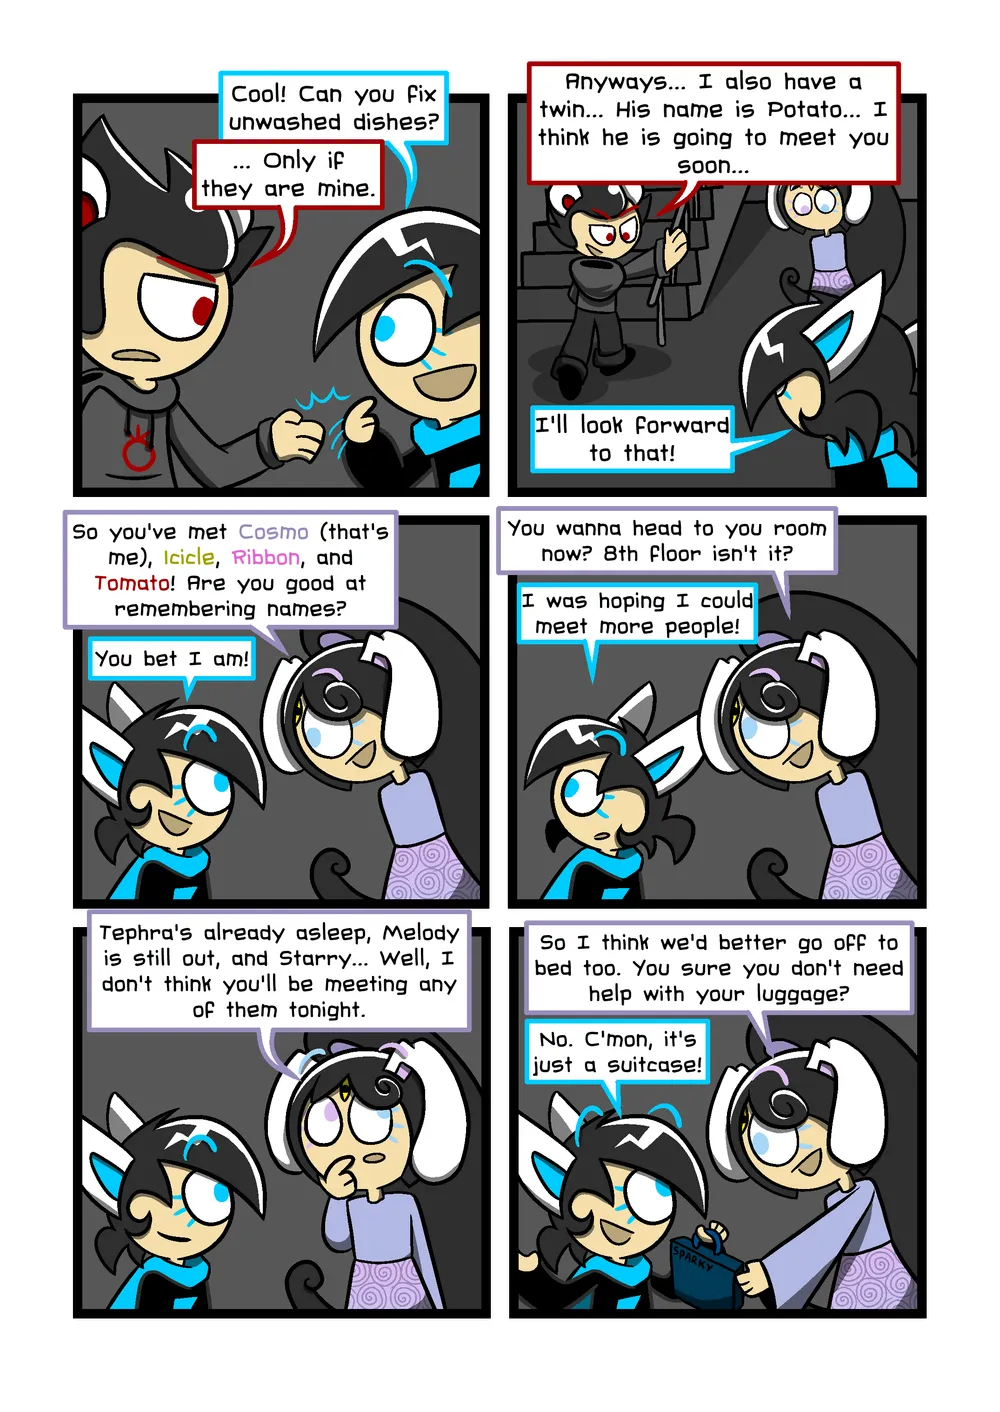 Cool! Can you fix
unwashed dishes?
... Only if
they are mine.
Anyways... I also have a
twin... His name is Potato... I
think he is going to meet you
soon...
I'll look forward
to that!
So you've met Cosmo (that's
me), Icicle, Ribbon, and
Tomato! Are you good at
remembering names?
You bet I am!
You wanna head to you room
now? 8th floor isn't it?
I was hoping I could
meet more people!
Tephra's already asleep, Melody
is still out, and Starry... Well, I
don't think you'll be meeting any
of them tonight.
So I think we'd better go off to
bed too. You sure you don't need
help with your luggage?
No. C'mon, it's
just a suitcase!
SPARKY